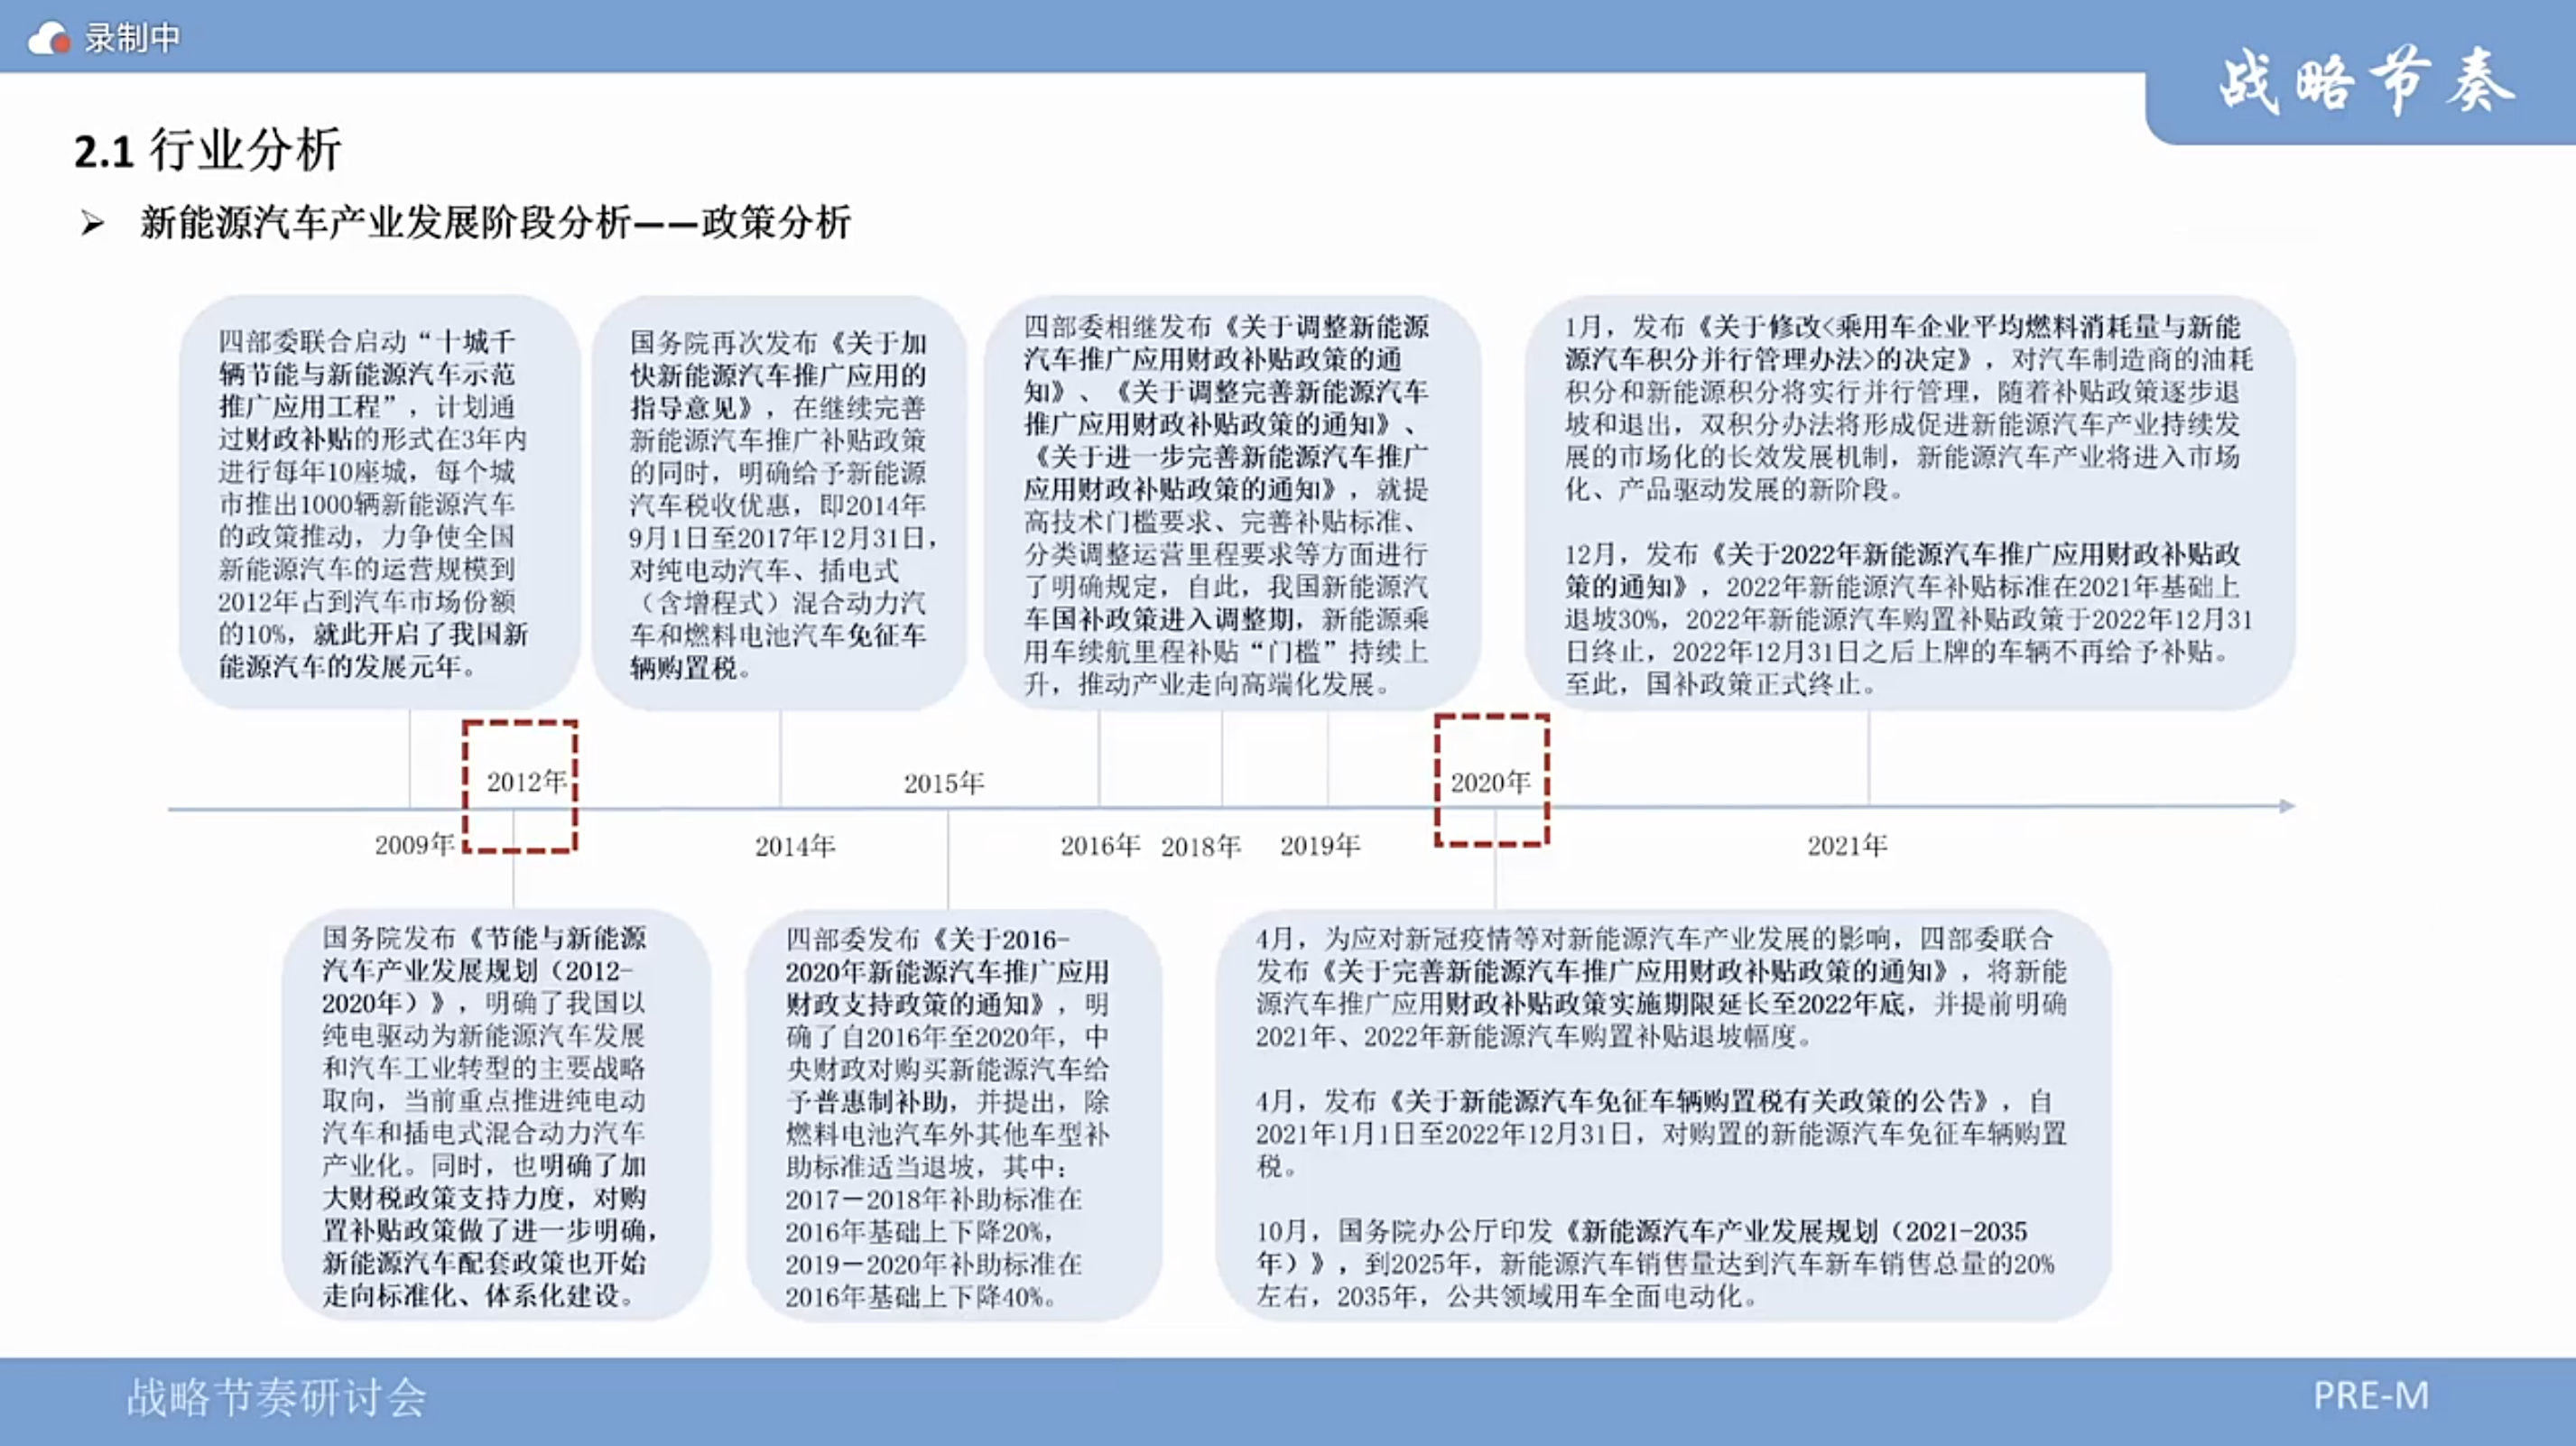 录制中
战略节奏
2.1 行业分析
➢ 新能源汽车产业发展阶段分析——政策分析
四部委联合启动“十城千
辆节能与新能源汽车示范
推广应用工程”，计划通
过财政补贴的形式在3年内
进行每年10座城，每个城
市推出1000辆新能源汽车
的政策推动，力争使全国
新能源汽车的运营规模到
2012年占到汽车市场份额
的10%，就此开启了我国新
能源汽车的发展元年。
国务院再次发布《关于加
快新能源汽车推广应用的
指导意见》，在继续完善
新能源汽车推广补贴政策
的同时，明确给予新能源
汽车税收优惠，即2014年
9月1日至2017年12月31日，
对纯电动汽车、插电式
（含增程式）混合动力汽
车和燃料电池汽车免征车
辆购置税。
四部委相继发布《关于调整新能源
汽车推广应用财政补贴政策的通
知》、《关于调整完善新能源汽车
推广应用财政补贴政策的通知》、
《关于进一步完善新能源汽车推广
应用财政补贴政策的通知》，就提
高技术门槛要求、完善补贴标准、
分类调整运营里程要求等方面进行
了明确规定，自此，我国新能源汽
车国补政策进入调整期，新能源乘
用车续航里程补贴“门槛”持续上
升，推动产业走向高端化发展。
1月，发布《关于修改<乘用车企业平均燃料消耗量与新能
源汽车积分并行管理办法>的决定》，对汽车制造商的油耗
积分和新能源积分将实行并行管理，随着补贴政策逐步退
坡和退出，双积分办法将形成促进新能源汽车产业持续发
展的市场化的长效发展机制，新能源汽车产业将进入市场
化、产品驱动发展的新阶段。
12月，发布《关于2022年新能源汽车推广应用财政补贴政
策的通知》，2022年新能源汽车补贴标准在2021年基础上
退坡30%，2022年新能源汽车购置补贴政策于2022年12月31
日终止，2022年12月31日之后上牌的车辆不再给予补贴。
至此，国补政策正式终止。
2012年
2015年
2020年
2009年
2014年
2016年
2018年
2019年
2021年
国务院发布《节能与新能源
汽车产业发展规划（2012-
2020年）》，明确了我国以
纯电驱动为新能源汽车发展
和汽车工业转型的主要战略
取向，当前重点推进纯电动
汽车和插电式混合动力汽车
产业化。同时，也明确了加
大财税政策支持力度，对购
置补贴政策做了进一步明确，
新能源汽车配套政策也开始
走向标准化、体系化建设。
四部委发布《关于2016-
2020年新能源汽车推广应用
财政支持政策的通知》，明
确了自2016年至2020年，中
央财政对购买新能源汽车给
予普惠制补助，并提出，除
燃料电池汽车外其他车型补
助标准适当退坡，其中：
2017－2018年补助标准在
2016年基础上下降20%，
2019－2020年补助标准在
2016年基础上下降40%。
4月，为应对新冠疫情等对新能源汽车产业发展的影响，四部委联合
发布《关于完善新能源汽车推广应用财政补贴政策的通知》，将新能
源汽车推广应用财政补贴政策实施期限延长至2022年底，并提前明确
2021年、2022年新能源汽车购置补贴退坡幅度。
4月，发布《关于新能源汽车免征车辆购置税有关政策的公告》，自
2021年1月1日至2022年12月31日，对购置的新能源汽车免征车辆购置
税。
10月，国务院办公厅印发《新能源汽车产业发展规划（2021-2035
年）》，到2025年，新能源汽车销售量达到汽车新车销售总量的20%
左右，2035年，公共领域用车全面电动化。
战略节奏研讨会
PRE-M